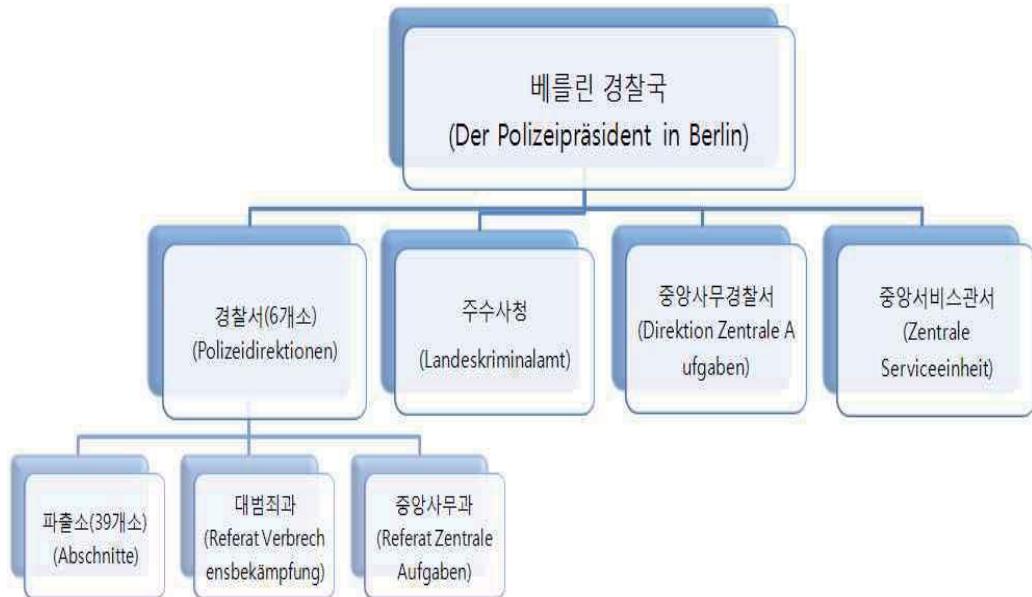 베를린 경찰국
(Der Polizeipräsident in Berlin)
경찰서(6개소)
(Polizeidirektionen)
주수사청
(Landeskriminalamt)
중앙사무경찰서
(Direktion Zentrale A
ufgaben)
중앙서비스관서
(Zentrale
Serviceeinheit)
파출소(39개소)
(Abschnitte)
대범죄과
(Referat Verbrech
ensbekämpfung)
중앙사무과
(Referat Zentrale
Aufgaben)